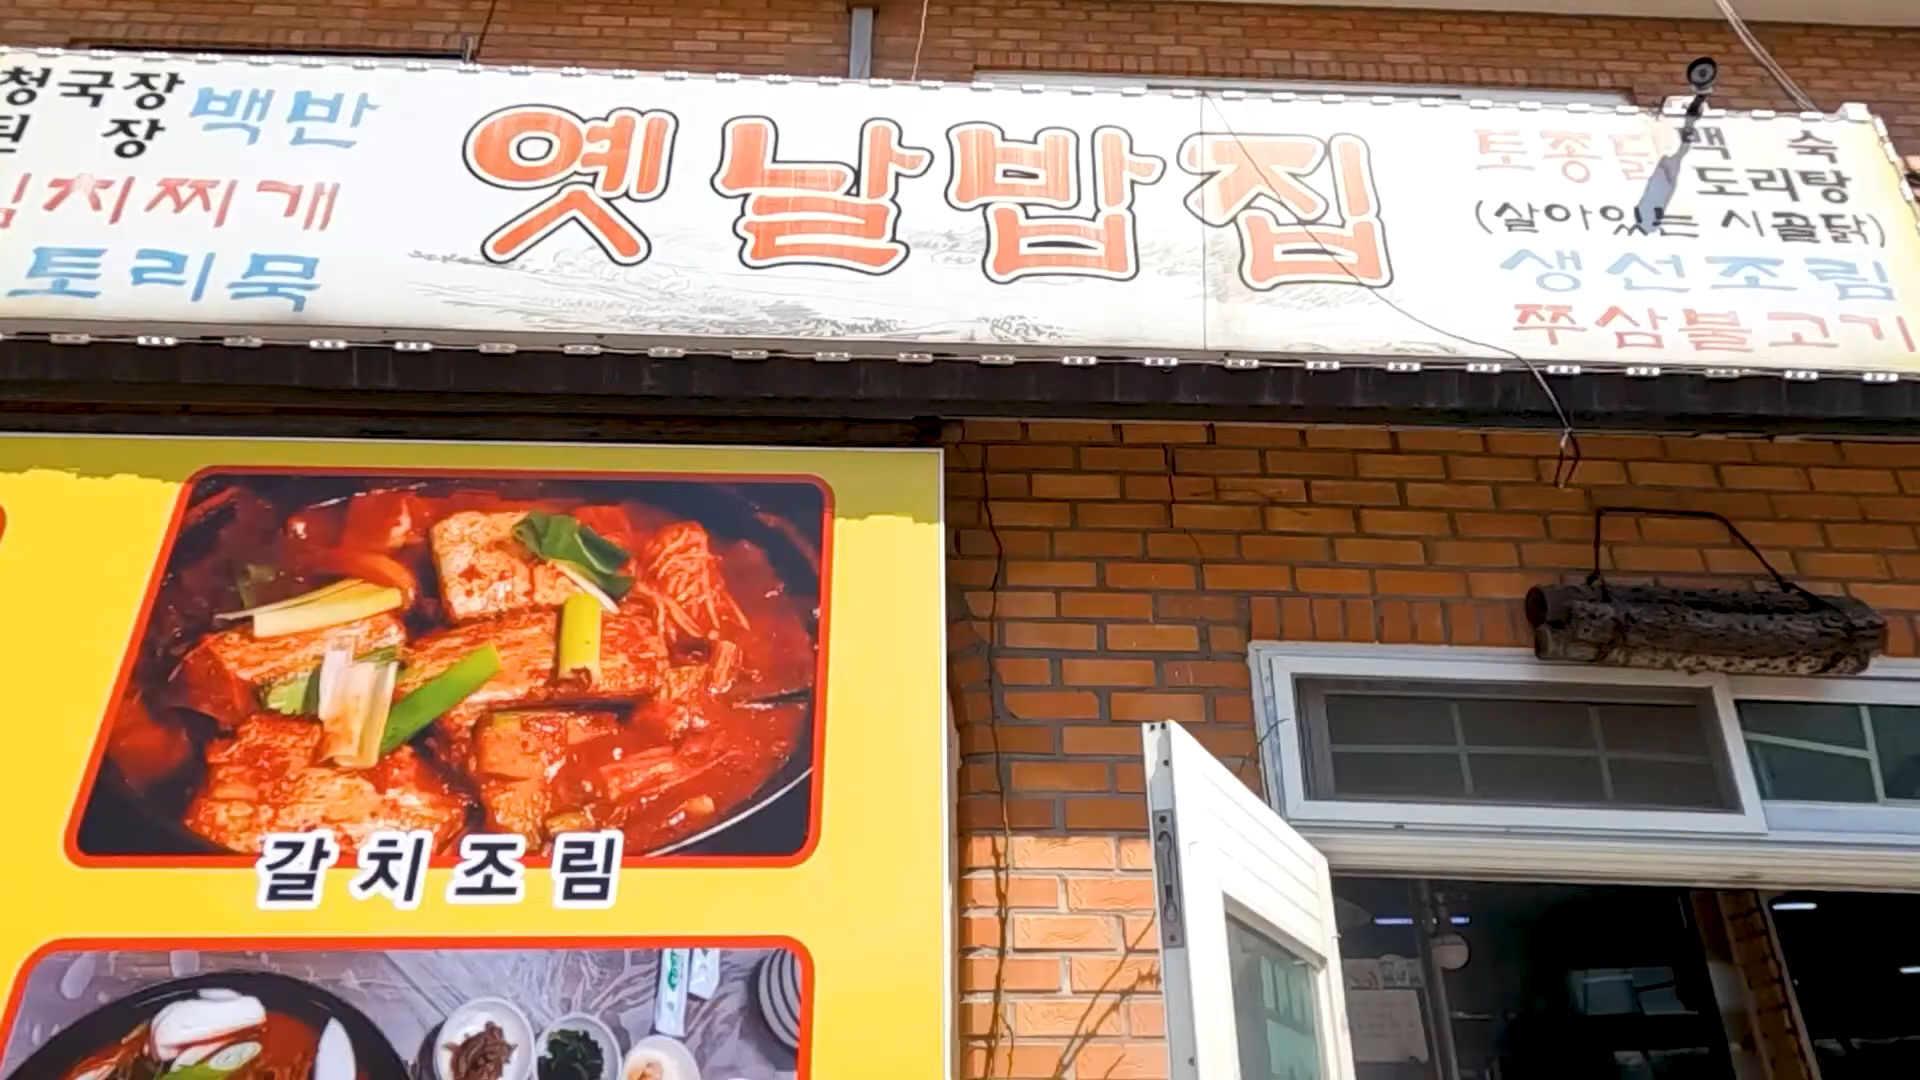 청국장 백반
된 장
김치찌개
도토리묵
옛날밥집
토종닭 백 숙
도리탕
(살아있는 시골닭)
생선조림
쭈삼불고기
갈치조림